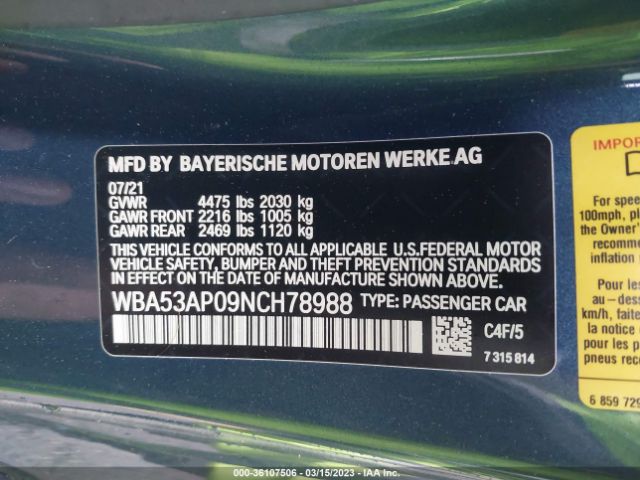 MFD BY BAYERISCHE MOTOREN WERKE AG
07/21
GVWR 4475 lbs 2030 kg
GAWR FRONT 2216 lbs 1005 kg
GAWR REAR 2469 lbs 1120 kg
THIS VEHICLE CONFORMS TO ALL APPLICABLE U.S.FEDERAL MOTOR
VEHICLE SAFETY, BUMPER AND THEFT PREVENTION STANDARDS
IN EFFECT ON THE DATE OF MANUFACTURE SHOWN ABOVE.
WBA53AP09NCH78988 TYPE: PASSENGER CAR
C4F/5
7 315 814
For spee
100mph, pl
the Owner'
recomme
inflation
Pour d
au-dess
km/h, faite
la notice
pour les p
pneus recom
6 859 729
000-36107506 - 03/15/2023 - IAA Inc.